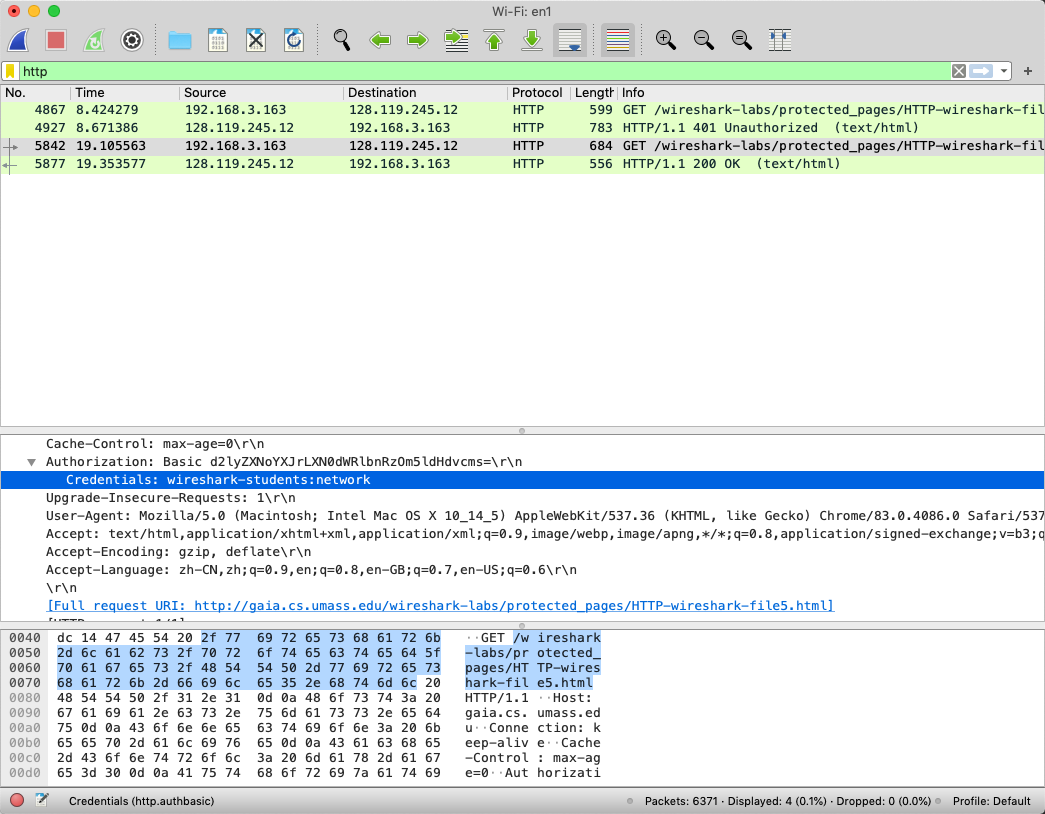 Wi-Fi: en1
http
No. Time Source Destination Protocol Length Info
4867 8.424279 192.168.3.163 128.119.245.12 HTTP 599 GET /wireshark-labs/protected_pages/HTTP-wireshark-fil
4927 8.671386 128.119.245.12 192.168.3.163 HTTP 783 HTTP/1.1 401 Unauthorized (text/html)
5842 19.105563 192.168.3.163 128.119.245.12 HTTP 684 GET /wireshark-labs/protected_pages/HTTP-wireshark-fil
5877 19.353577 128.119.245.12 192.168.3.163 HTTP 556 HTTP/1.1 200 OK (text/html)
Cache-Control: max-age=0\r\n
Authorization: Basic d2lyZXNoYXJrLXN0dWRlbnRzOm5ldHdvcms=\r\n
Credentials: wireshark-students:network
Upgrade-Insecure-Requests: 1\r\n
User-Agent: Mozilla/5.0 (Macintosh; Intel Mac OS X 10_14_5) AppleWebKit/537.36 (KHTML, like Gecko) Chrome/83.0.4086.0 Safari/537
Accept: text/html,application/xhtml+xml,application/xml;q=0.9,image/webp,image/apng,*/*;q=0.8,application/signed-exchange;v=b3;q
Accept-Encoding: gzip, deflate\r\n
Accept-Language: zh-CN,zh;q=0.9,en;q=0.8,en-GB;q=0.7,en-US;q=0.6\r\n
\r\n
[Full request URI: http://gaia.cs.umass.edu/wireshark-labs/protected_pages/HTTP-wireshark-file5.html]
0040 dc 14 47 45 54 20 2f 77 69 72 65 73 68 61 72 6b ··GET /w ireshark
0050 2d 6c 61 62 73 2f 70 72 6f 74 65 63 74 65 64 5f -labs/pr otected_
0060 70 61 67 65 73 2f 48 54 54 50 2d 77 69 72 65 73 pages/HT TP-wires
0070 68 61 72 6b 2d 66 69 6c 65 35 2e 68 74 6d 6c 20 hark-fil e5.html
0080 48 54 54 50 2f 31 2e 31 0d 0a 48 6f 73 74 3a 20 HTTP/1.1 ··Host:
0090 67 61 69 61 2e 63 73 2e 75 6d 61 73 73 2e 65 64 gaia.cs. umass.ed
00a0 75 0d 0a 43 6f 6e 6e 65 63 74 69 6f 6e 3a 20 6b u··Conne ction: k
00b0 65 65 70 2d 61 6c 69 76 65 0d 0a 43 61 63 68 65 eep-aliv e··Cache
00c0 2d 43 6f 6e 74 72 6f 6c 3a 20 6d 61 78 2d 61 67 -Control : max-ag
00d0 65 3d 30 0d 0a 41 75 74 68 6f 72 69 7a 61 74 69 e=0··Aut horizati
Credentials (http.authbasic) Packets: 6371 · Displayed: 4 (0.1%) · Dropped: 0 (0.0%) Profile: Default